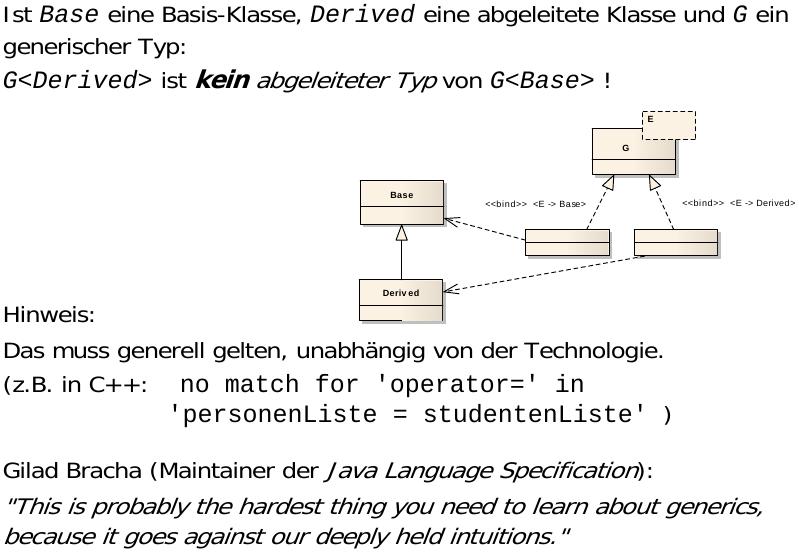 Ist Base eine Basis-Klasse, Derived eine abgeleitete Klasse und G ein
generischer Typ:
G<Derived> ist kein abgeleiteter Typ von G<Base> !
E
G
Base
<<bind>> <E -> Base>
<<bind>> <E -> Derived>
Derived
Hinweis:
Das muss generell gelten, unabhängig von der Technologie.
(z.B. in C++: no match for 'operator=' in
'personenListe = studentenListe' )
Gilad Bracha (Maintainer der Java Language Specification):
"This is probably the hardest thing you need to learn about generics,
because it goes against our deeply held intuitions."